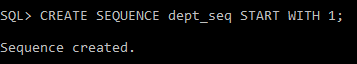 SQL> CREATE SEQUENCE dept_seq START WITH 1;
Sequence created.